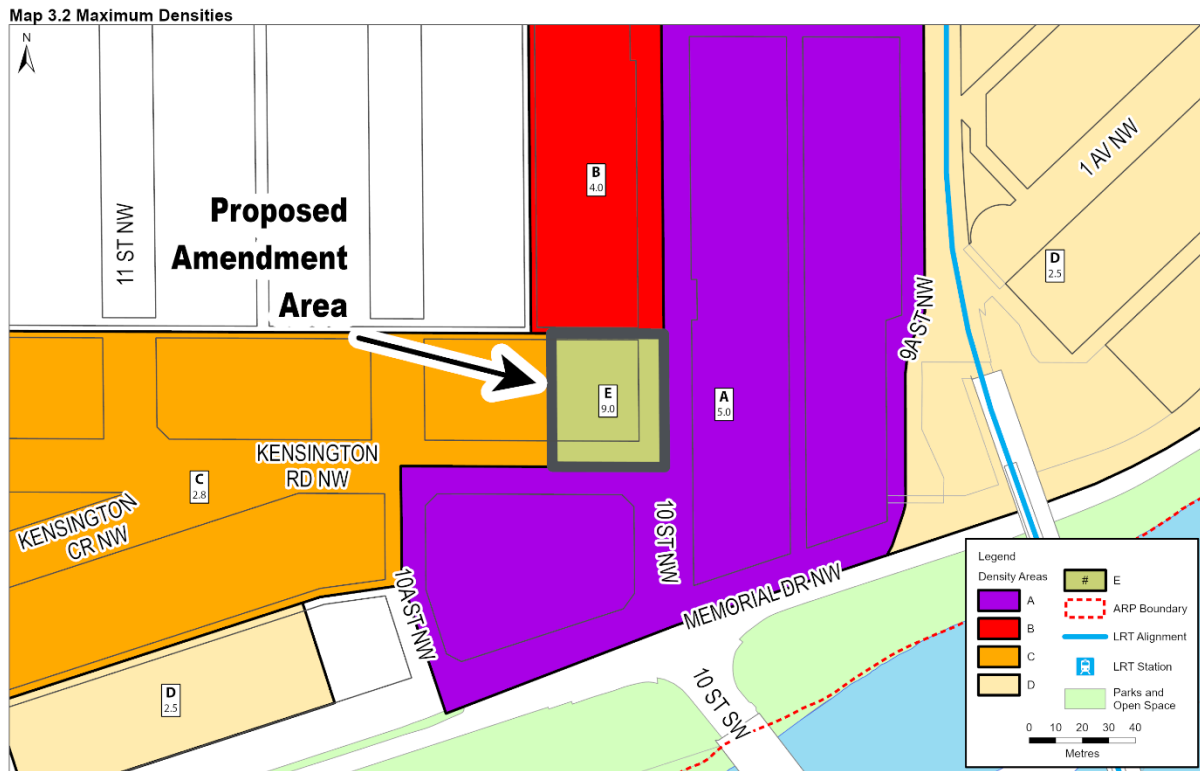 Map 3.2 Maximum Densities
N
11 ST NW
Proposed
Amendment
Area
B
4.0
1 AV NW
D
2.5
9A ST NW
E
9.0
A
5.0
KENSINGTON
RD NW
C
2.8
KENSINGTON
CR NW
10 ST NW
10A ST NW
MEMORIAL DR NW
D
2.5
10 ST SW
Legend
Density Areas
A
B
C
D
# E
ARP Boundary
LRT Alignment
LRT Station
Parks and
Open Space
0 10 20 30 40
Metres